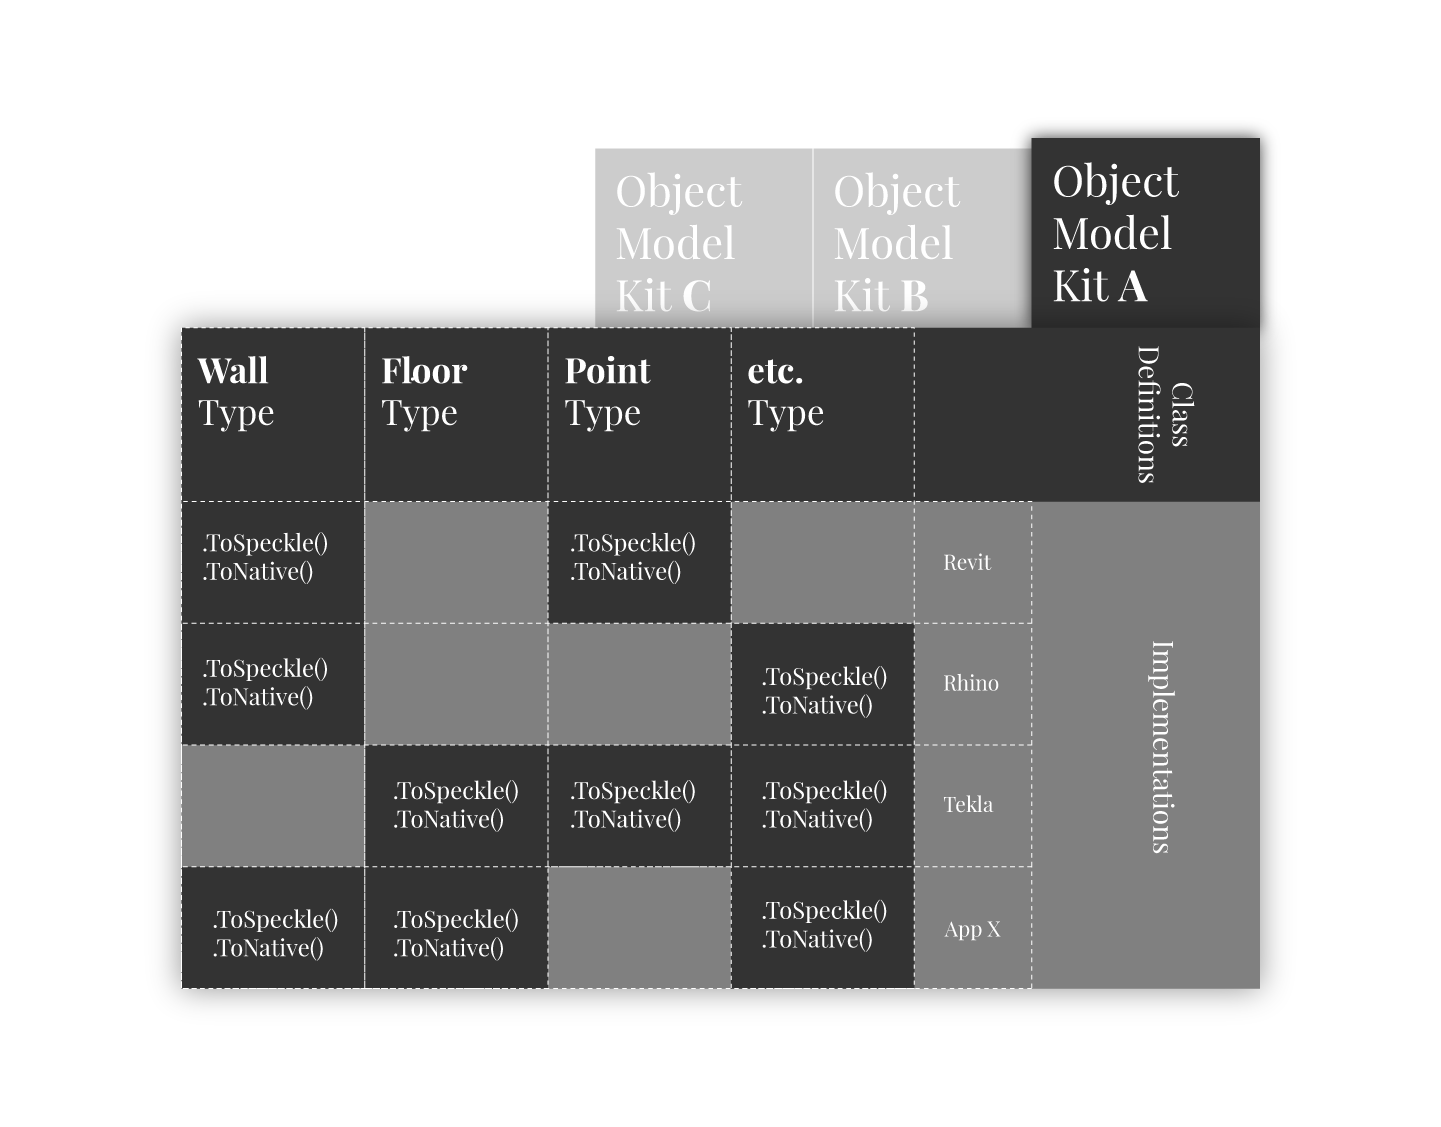 Object
Model
Kit C
Object
Model
Kit B
Object
Model
Kit A
Wall
Type
Floor
Type
Point
Type
etc.
Type
Class
Definitions
.ToSpeckle()
.ToNative()
.ToSpeckle()
.ToNative()
Revit
.ToSpeckle()
.ToNative()
.ToSpeckle()
.ToNative()
Rhino
.ToSpeckle()
.ToNative()
.ToSpeckle()
.ToNative()
.ToSpeckle()
.ToNative()
Tekla
.ToSpeckle()
.ToNative()
.ToSpeckle()
.ToNative()
.ToSpeckle()
.ToNative()
App X
Implementations